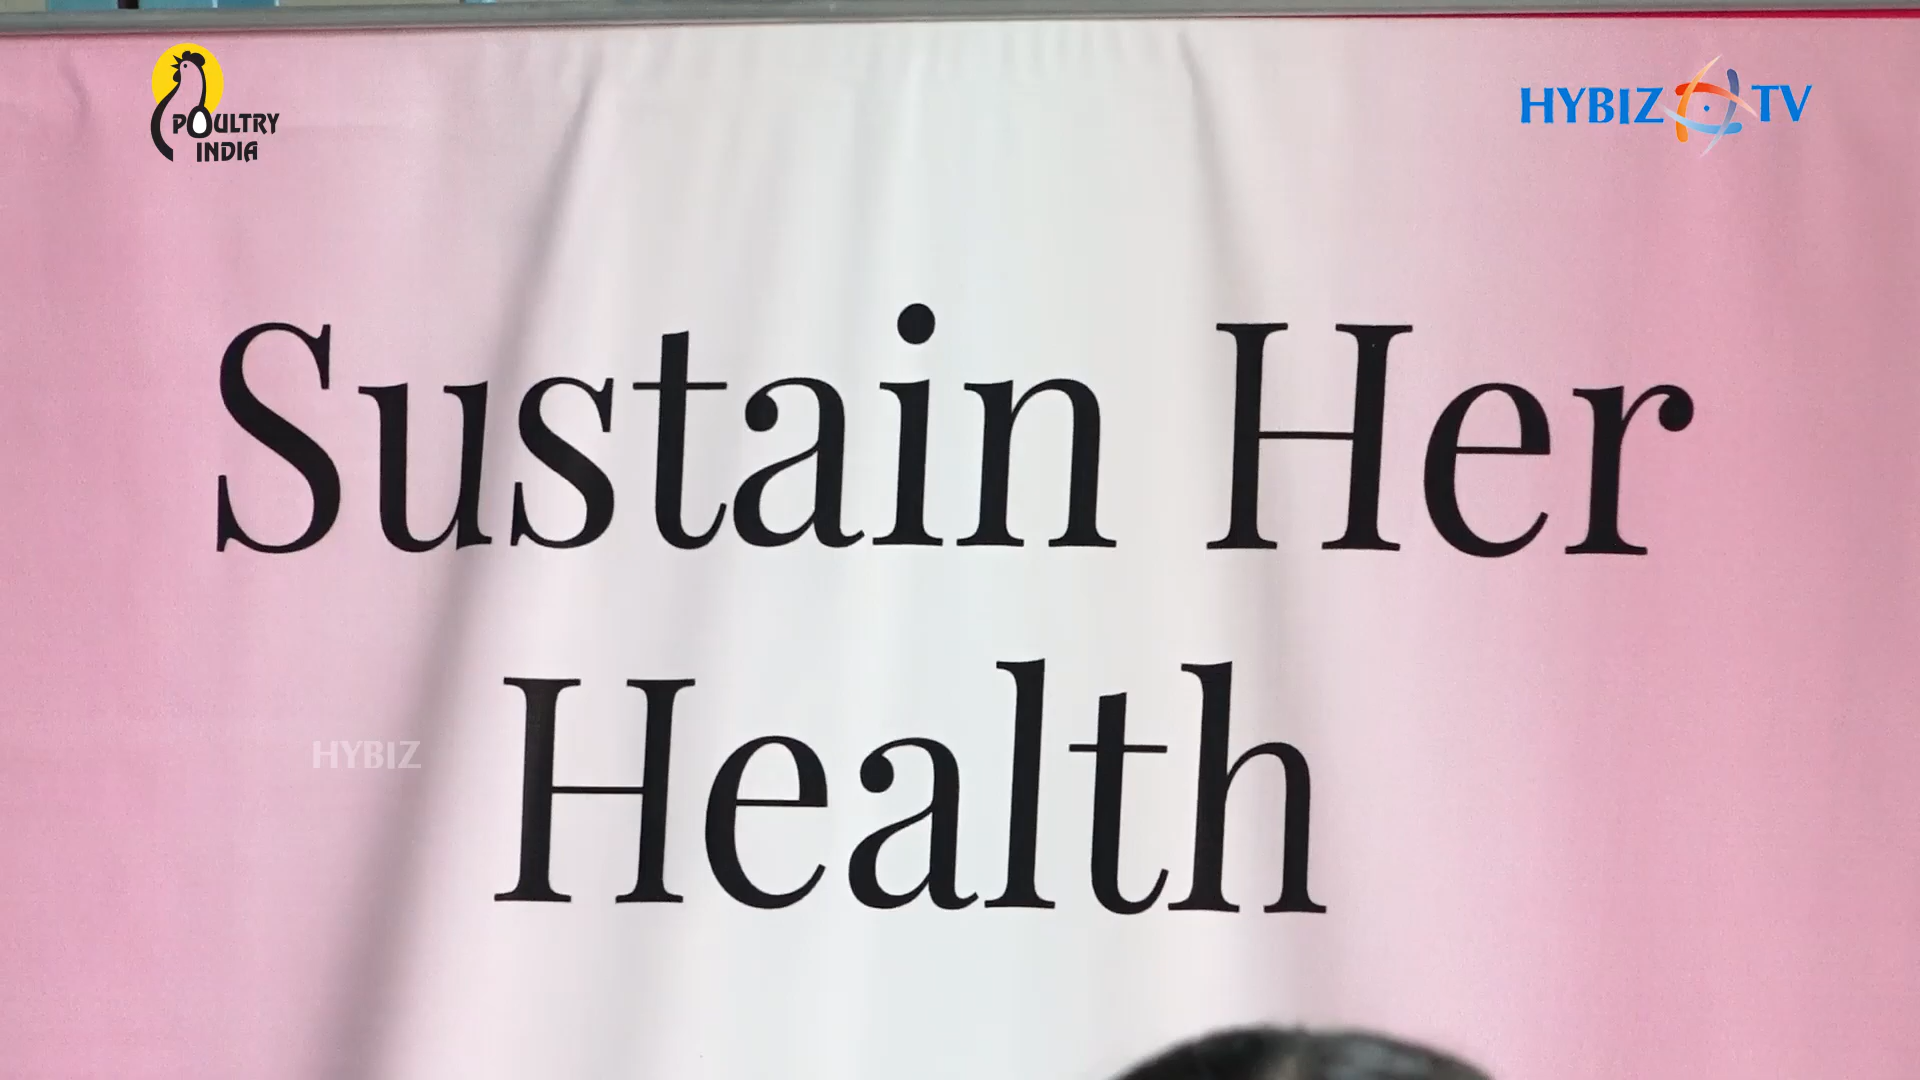 POULTRY
INDIA
HYBIZ TV
Sustain Her
Health
HYBIZ